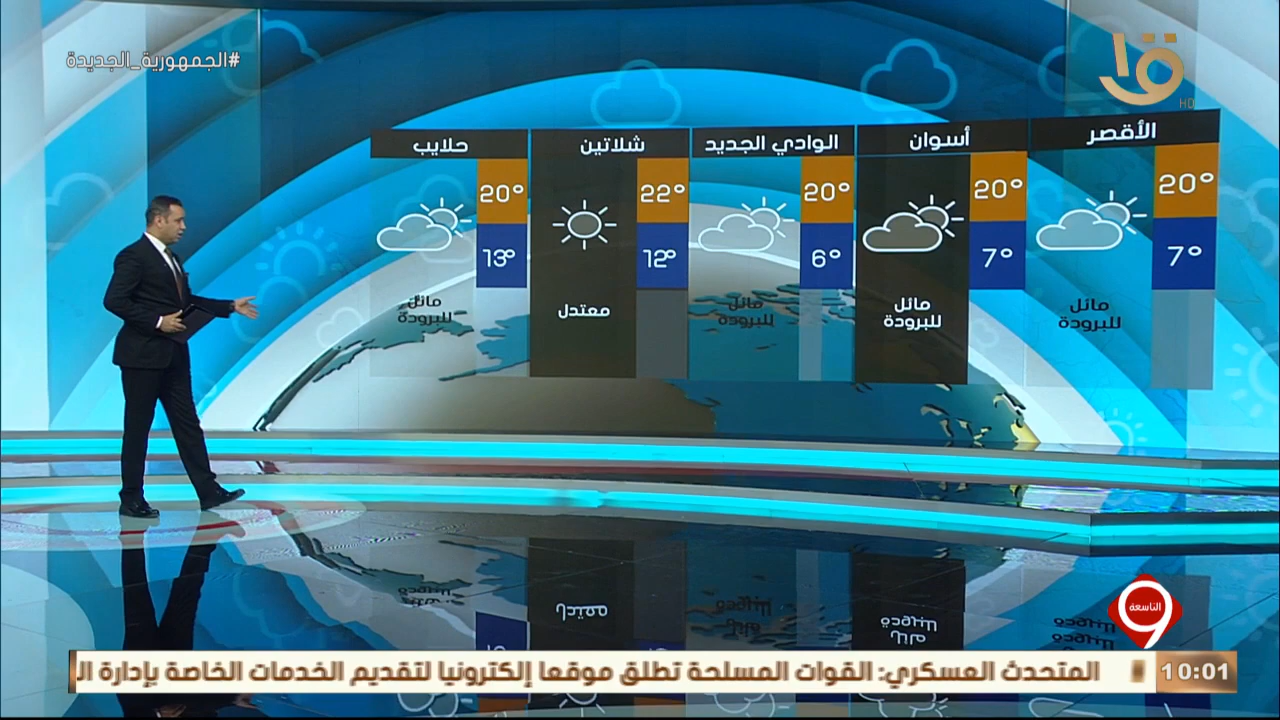 #الجمهورية_الجديدة
HD
الأقصر
20°
7°
مائل
للبرودة
أسوان
20°
7°
مائل
للبرودة
الوادي الجديد
20°
6°
مائل
للبرودة
شلاتين
22°
12°
معتدل
حلايب
20°
13°
مائل
للبرودة
التاسعة
9
10:01
المتحدث العسكري: القوات المسلحة تطلق موقعا إلكترونيا لتقديم الخدمات الخاصة بإدارة ال